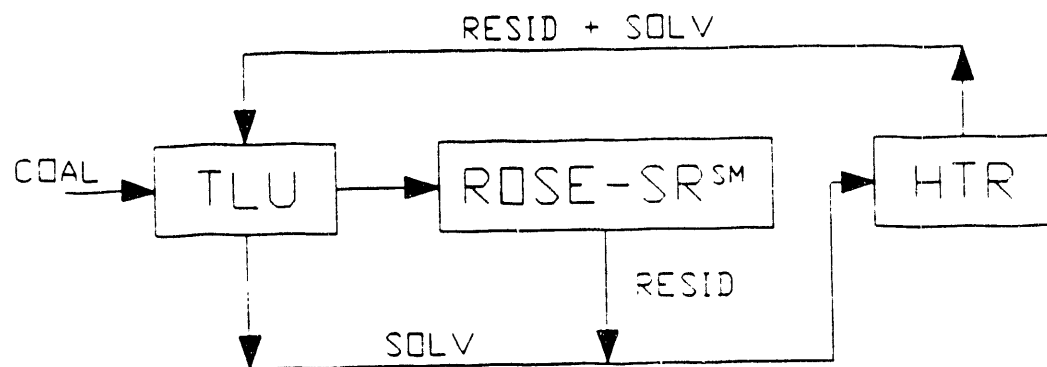 RESID + SOLV
COAL
TLU
ROSE-SR℠
HTR
RESID
SOLV